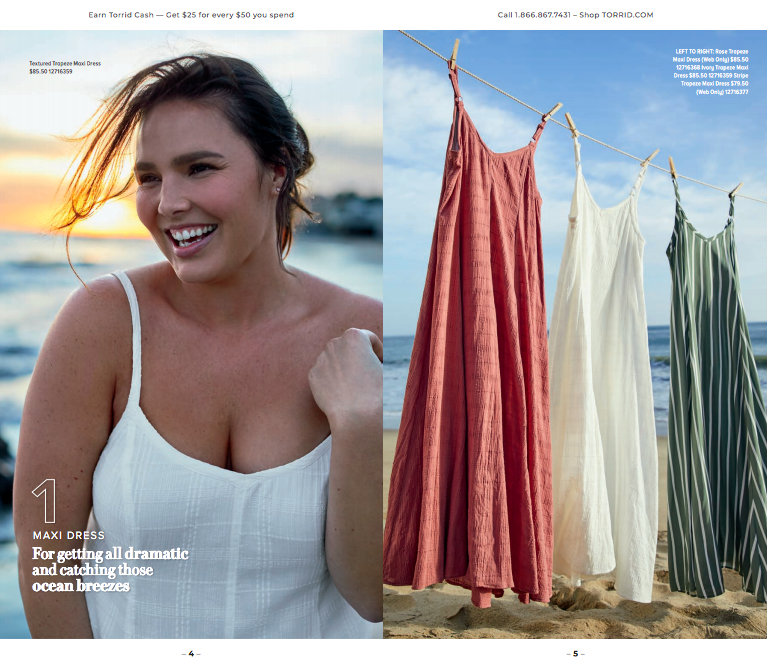 Earn Torrid Cash — Get $25 for every $50 you spend
Call 1.866.867.7431 – Shop TORRID.COM
Textured Trapeze Maxi Dress
$85.50 12716359
LEFT TO RIGHT: Rose Trapeze
Maxi Dress (Web Only) $85.50
12716368 Ivory Trapeze Maxi
Dress $85.50 12716359 Stripe
Trapeze Maxi Dress $79.50
(Web Only) 12716377
1
MAXI DRESS
For getting all dramatic
and catching those
ocean breezes
– 4 –
– 5 –